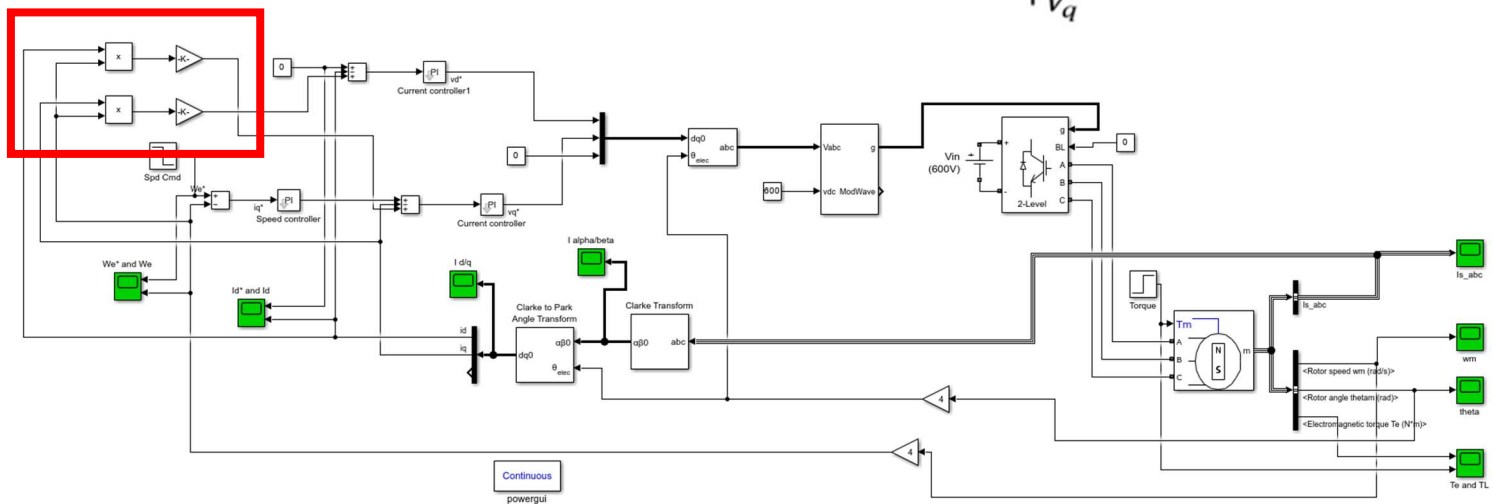 Vq
x
-K-
x
-K-
0
+
−
+
PI
vd*
Current controller1
Spd Cmd
We*
+
−
iq*
PI
Speed controller
+
−
−
PI
vq*
Current controller
0
dq0
θelec
abc
Vabc
vdc
g
ModWave
600
Vin
(600V)
+
-
g
BL
A
B
C
2-Level
0
We* and We
Id* and Id
I d/q
I alpha/beta
Clarke to Park
Angle Transform
dq0
αβ0
θelec
Clarke Transform
αβ0
abc
id
iq
Torque
Tm
A
B
C
N
S
m
Is_abc
<Rotor speed wm (rad/s)>
<Rotor angle thetam (rad)>
<Electromagnetic torque Te (N*m)>
Is_abc
wm
theta
Te and TL
4
4
Continuous
powergui